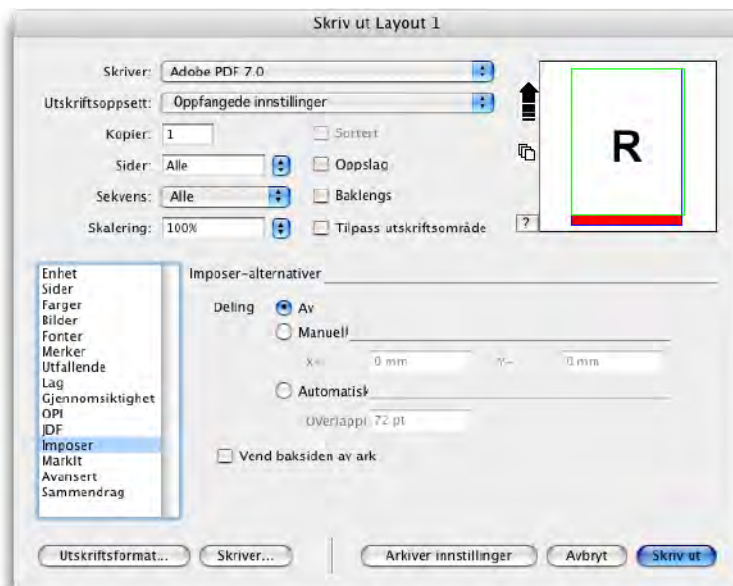 Skriv ut Layout 1
Skriver: Adobe PDF 7.0
Utskriftsoppsett: Oppfangede innstillinger
Kopier: 1 Sortert
Sider: Alle Oppslag
Sekvens: Alle Baklengs
Skalering: 100% Tilpass utskriftsområde
R
?
Enhet
Sider
Farger
Bilder
Fonter
Merker
Utfallende
Lag
Gjennomsiktighet
OPI
JDF
Imposer
MarkIt
Avansert
Sammendrag
Imposer-alternativer
Deling Av
Manuell
0 mm 0 mm
Automatisk
72 pt
Vend baksiden av ark
Utskriftsformat... Skriver... Arkiver innstillinger Avbryt Skriv ut